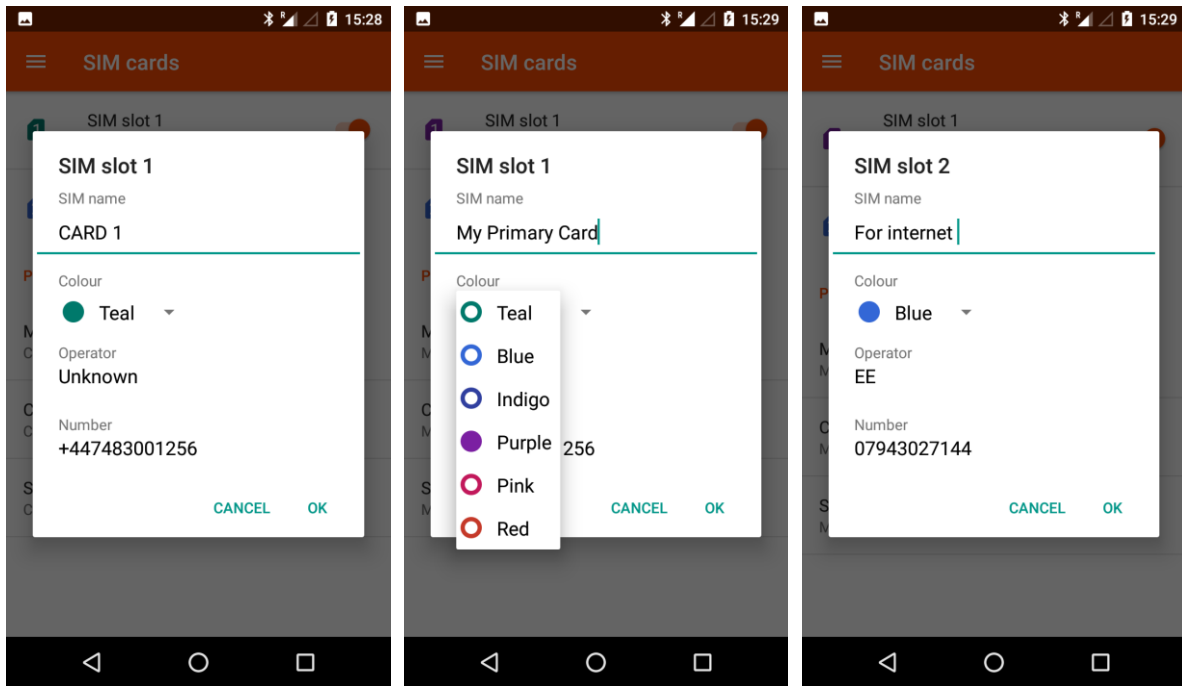 R 15:28
SIM cards
1 SIM slot 1
SIM slot 1
SIM name
CARD 1
P
Colour
Teal
M
C
Operator
Unknown
C
C
Number
+447483001256
S
C
CANCEL OK
R 15:29
SIM cards
1 SIM slot 1
SIM slot 1
SIM name
My Primary Card
P
Colour
Teal
M
M
Blue
Indigo
C
M
Purple
256
Pink
S
M
CANCEL OK
Red
R 15:29
SIM cards
SIM slot 1
SIM slot 2
SIM name
For internet
P
Colour
Blue
M
M
Operator
EE
C
M
Number
07943027144
S
M
CANCEL OK